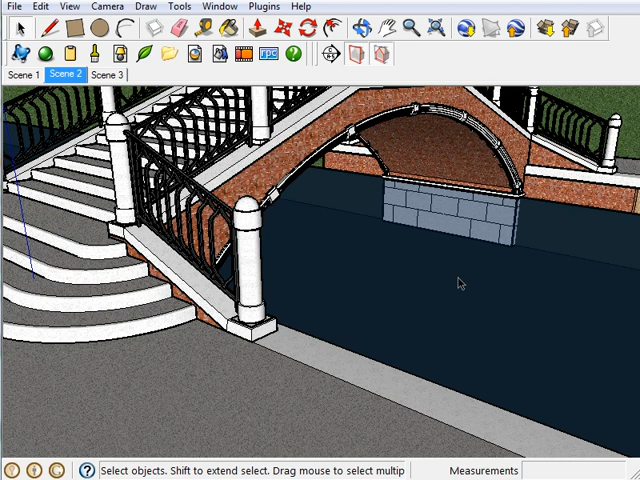 File Edit View Camera Draw Tools Window Plugins Help
rpc ?
Scene 1 Scene 2 Scene 3
? Select objects. Shift to extend select. Drag mouse to select multip Measurements